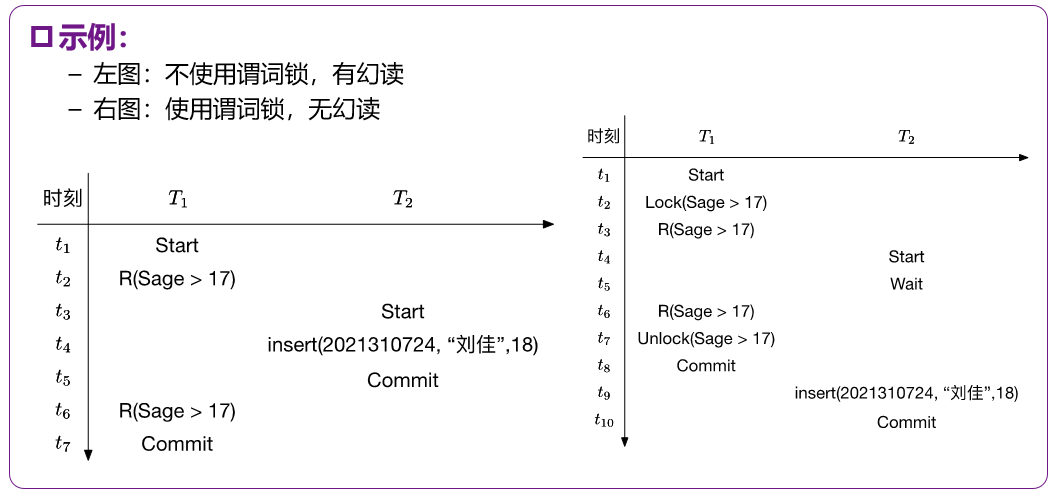 示例：
– 左图：不使用谓词锁，有幻读
– 右图：使用谓词锁，无幻读
时刻 T1 T2
t1 Start
t2 R(Sage > 17)
t3 Start
t4 insert(2021310724, “刘佳”,18)
t5 Commit
t6 R(Sage > 17)
t7 Commit
时刻 T1 T2
t1 Start
t2 Lock(Sage > 17)
t3 R(Sage > 17)
t4 Start
t5 Wait
t6 R(Sage > 17)
t7 Unlock(Sage > 17)
t8 Commit
t9 insert(2021310724, “刘佳”,18)
t10 Commit